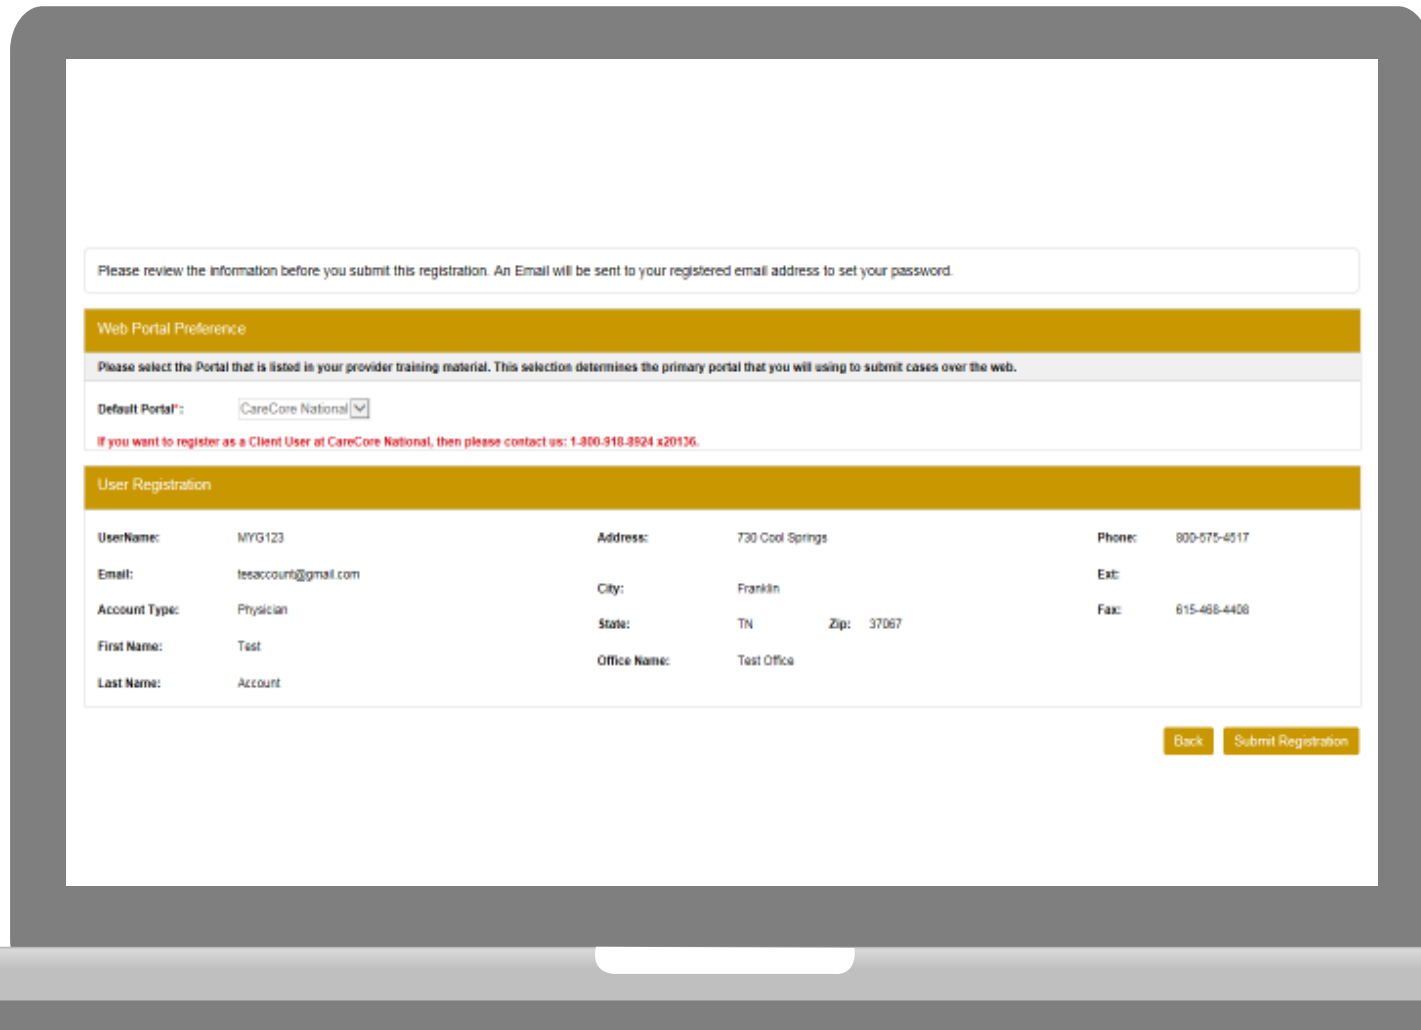 Please review the information before you submit this registration. An Email will be sent to your registered email address to set your password.
Web Portal Preference
Please select the Portal that is listed in your provider training material. This selection determines the primary portal that you will using to submit cases over the web.
Default Portal*: CareCore National
If you want to register as a Client User at CareCore National, then please contact us: 1-800-918-8924 x20136.
User Registration
UserName: MYG123
Email: tesaccount@gmail.com
Account Type: Physician
First Name: Test
Last Name: Account
Address: 730 Cool Springs
City: Franklin
State: TN Zip: 37067
Office Name: Test Office
Phone: 800-575-4517
Ext:
Fax: 615-468-4408
Back Submit Registration